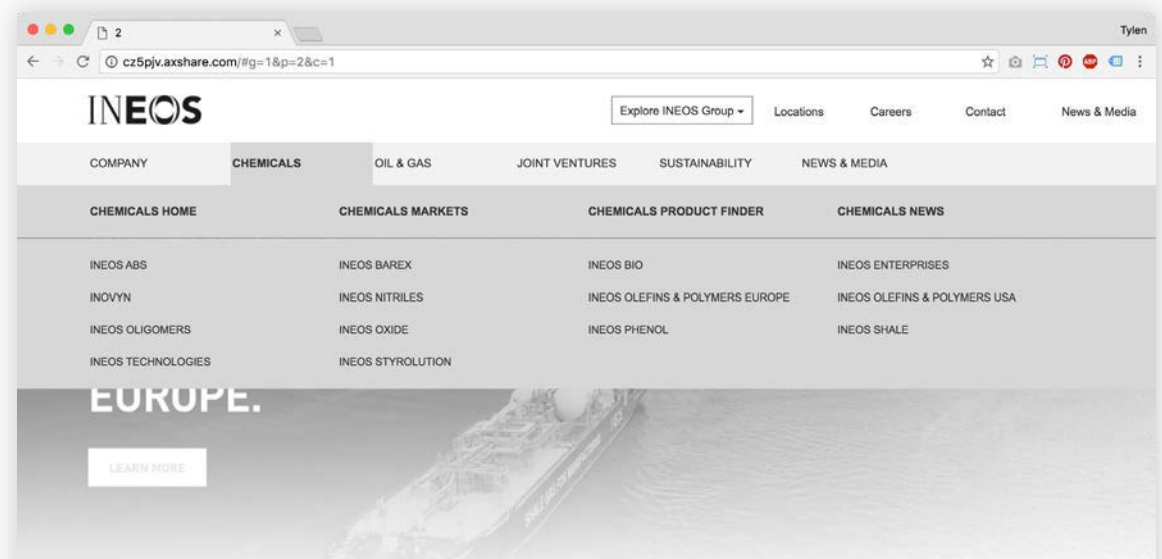 2
Tylen
cz5pjv.axshare.com/#g=1&p=2&c=1
ABP
INEOS
Explore INEOS Group
Locations
Careers
Contact
News & Media
COMPANY
CHEMICALS
OIL & GAS
JOINT VENTURES
SUSTAINABILITY
NEWS & MEDIA
CHEMICALS HOME
CHEMICALS MARKETS
CHEMICALS PRODUCT FINDER
CHEMICALS NEWS
INEOS ABS
INEOS BAREX
INEOS BIO
INEOS ENTERPRISES
INOVYN
INEOS NITRILES
INEOS OLEFINS & POLYMERS EUROPE
INEOS OLEFINS & POLYMERS USA
INEOS OLIGOMERS
INEOS OXIDE
INEOS PHENOL
INEOS SHALE
INEOS TECHNOLOGIES
INEOS STYROLUTION
EUROPE.
LEARN MORE